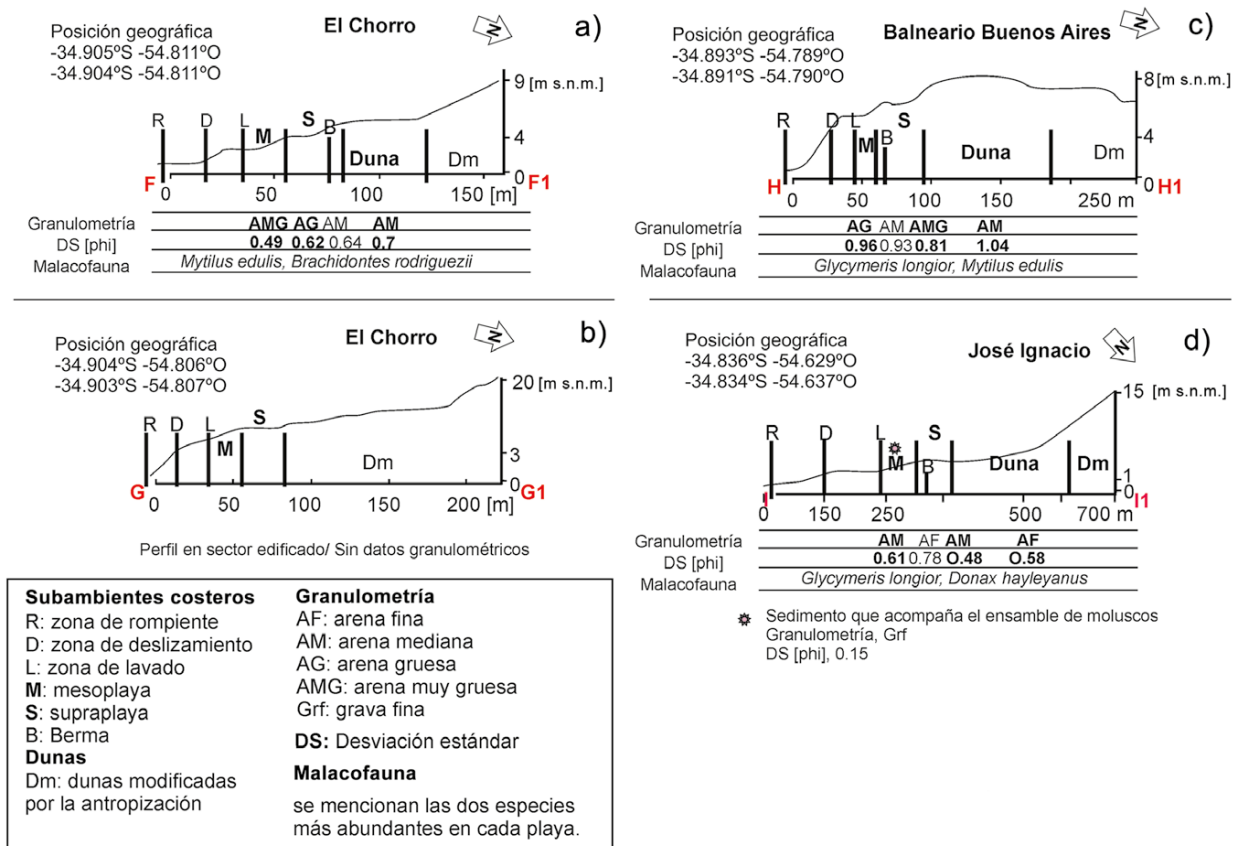 El Chorro
N
a)
Posición geográfica
-34.905ºS -54.811ºO
-34.904ºS -54.811ºO
9 [m s.n.m.]
R D L M S B
4
Duna Dm
0
F F1
0 50 100 150 [m]
Granulometría AMG AG AM AM
DS [phi] 0.49 0.62 0.64 0.7
Malacofauna Mytilus edulis, Brachidontes rodriguezii
Balneario Buenos Aires
N
c)
Posición geográfica
-34.893ºS -54.789ºO
-34.891ºS -54.790ºO
8 [m s.n.m.]
R D L M B S
4
Duna Dm
0
H H1
0 50 100 150 250 m
Granulometría AG AM AMG AM
DS [phi] 0.96 0.93 0.81 1.04
Malacofauna Glycymeris longior, Mytilus edulis
El Chorro
N
b)
Posición geográfica
-34.904ºS -54.806ºO
-34.903ºS -54.807ºO
20 [m s.n.m.]
R D L M S
3
Dm
0
G G1
0 50 100 150 200 [m]
Perfil en sector edificado/ Sin datos granulométricos
José Ignacio
N
d)
Posición geográfica
-34.836ºS -54.629ºO
-34.834ºS -54.637ºO
15 [m s.n.m.]
R D L M S B
Duna Dm
1
0
I I1
0 150 250 500 700 m
Granulometría AM AF AM AF
DS [phi] 0.61 0.78 O.48 O.58
Malacofauna Glycymeris longior, Donax hayleyanus
Sedimento que acompaña el ensamble de moluscos
Granulometría, Grf
DS [phi], 0.15
Subambientes costeros
R: zona de rompiente
D: zona de deslizamiento
L: zona de lavado
M: mesoplaya
S: supraplaya
B: Berma
Dunas
Dm: dunas modificadas
por la antropización
Granulometría
AF: arena fina
AM: arena mediana
AG: arena gruesa
AMG: arena muy gruesa
Grf: grava fina
DS: Desviación estándar
Malacofauna
se mencionan las dos especies
más abundantes en cada playa.